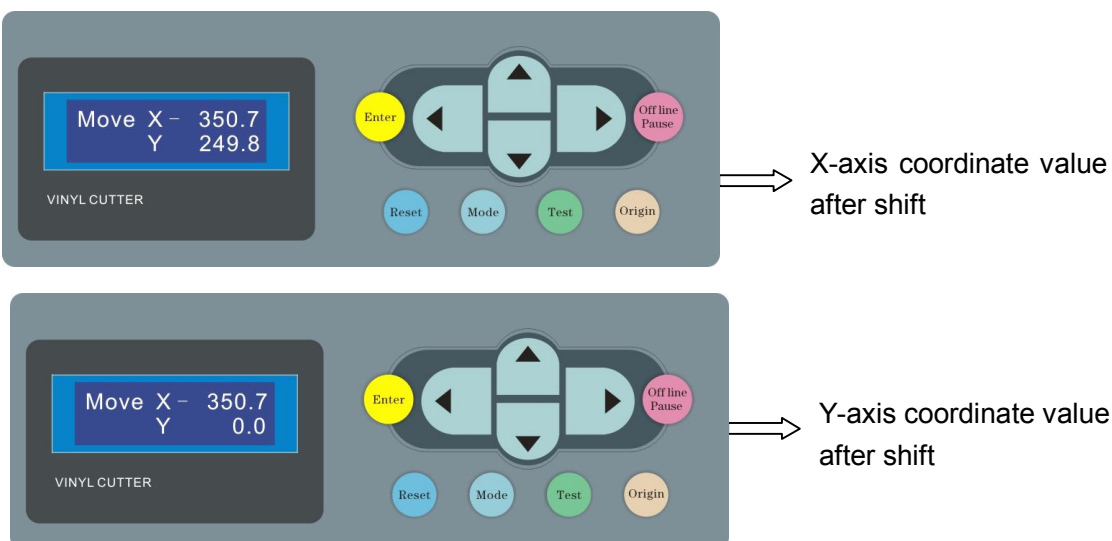 Move X – 350.7
Y 249.8
VINYL CUTTER
Enter
Off line
Pause
Reset
Mode
Test
Origin
X-axis coordinate value
after shift
Move X – 350.7
Y 0.0
VINYL CUTTER
Enter
Off line
Pause
Reset
Mode
Test
Origin
Y-axis coordinate value
after shift